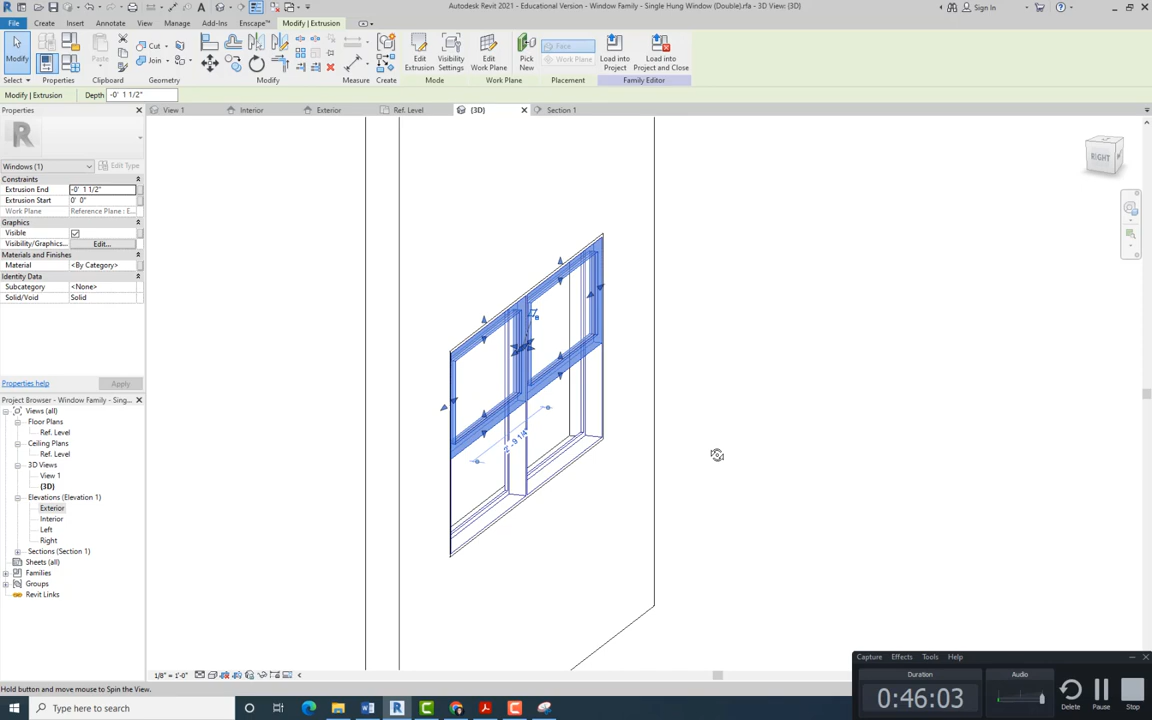 Autodesk Revit 2021 - Educational Version - Window Family - Single Hung Window (Double).rfa - 3D View: {3D}
Sign In
File Create Insert Annotate View Manage Add-Ins Enscape™ Modify | Extrusion
Modify
Paste
Cut
Join
Edit Extrusion
Visibility Settings
Edit Work Plane
Pick New
Face
Work Plane
Load into Project
Load into Project and Close
Select Properties Clipboard Geometry Modify Measure Create Mode Work Plane Placement Family Editor
Modify | Extrusion Depth -0' 1 1/2"
Properties
View 1 Interior Exterior Ref. Level {3D} Section 1
Windows (1) Edit Type
Constraints
Extrusion End -0' 1 1/2"
Extrusion Start 0' 0"
Work Plane Reference Plane : E...
Graphics
Visible
Visibility/Graphics... Edit...
Materials and Finishes
Material <By Category>
Identity Data
Subcategory <None>
Solid/Void Solid
Properties help Apply
Project Browser - Window Family - Sing...
Views (all)
Floor Plans
Ref. Level
Ceiling Plans
Ref. Level
3D Views
View 1
{3D}
Elevations (Elevation 1)
Exterior
Interior
Left
Right
Sections (Section 1)
Sheets (all)
Families
Groups
Revit Links
RIGHT
1/8" = 1'-0"
Hold button and move mouse to Spin the View.
Type here to search
Capture Effects Tools Help
Duration
0:46:03
Audio
Delete Pause Stop